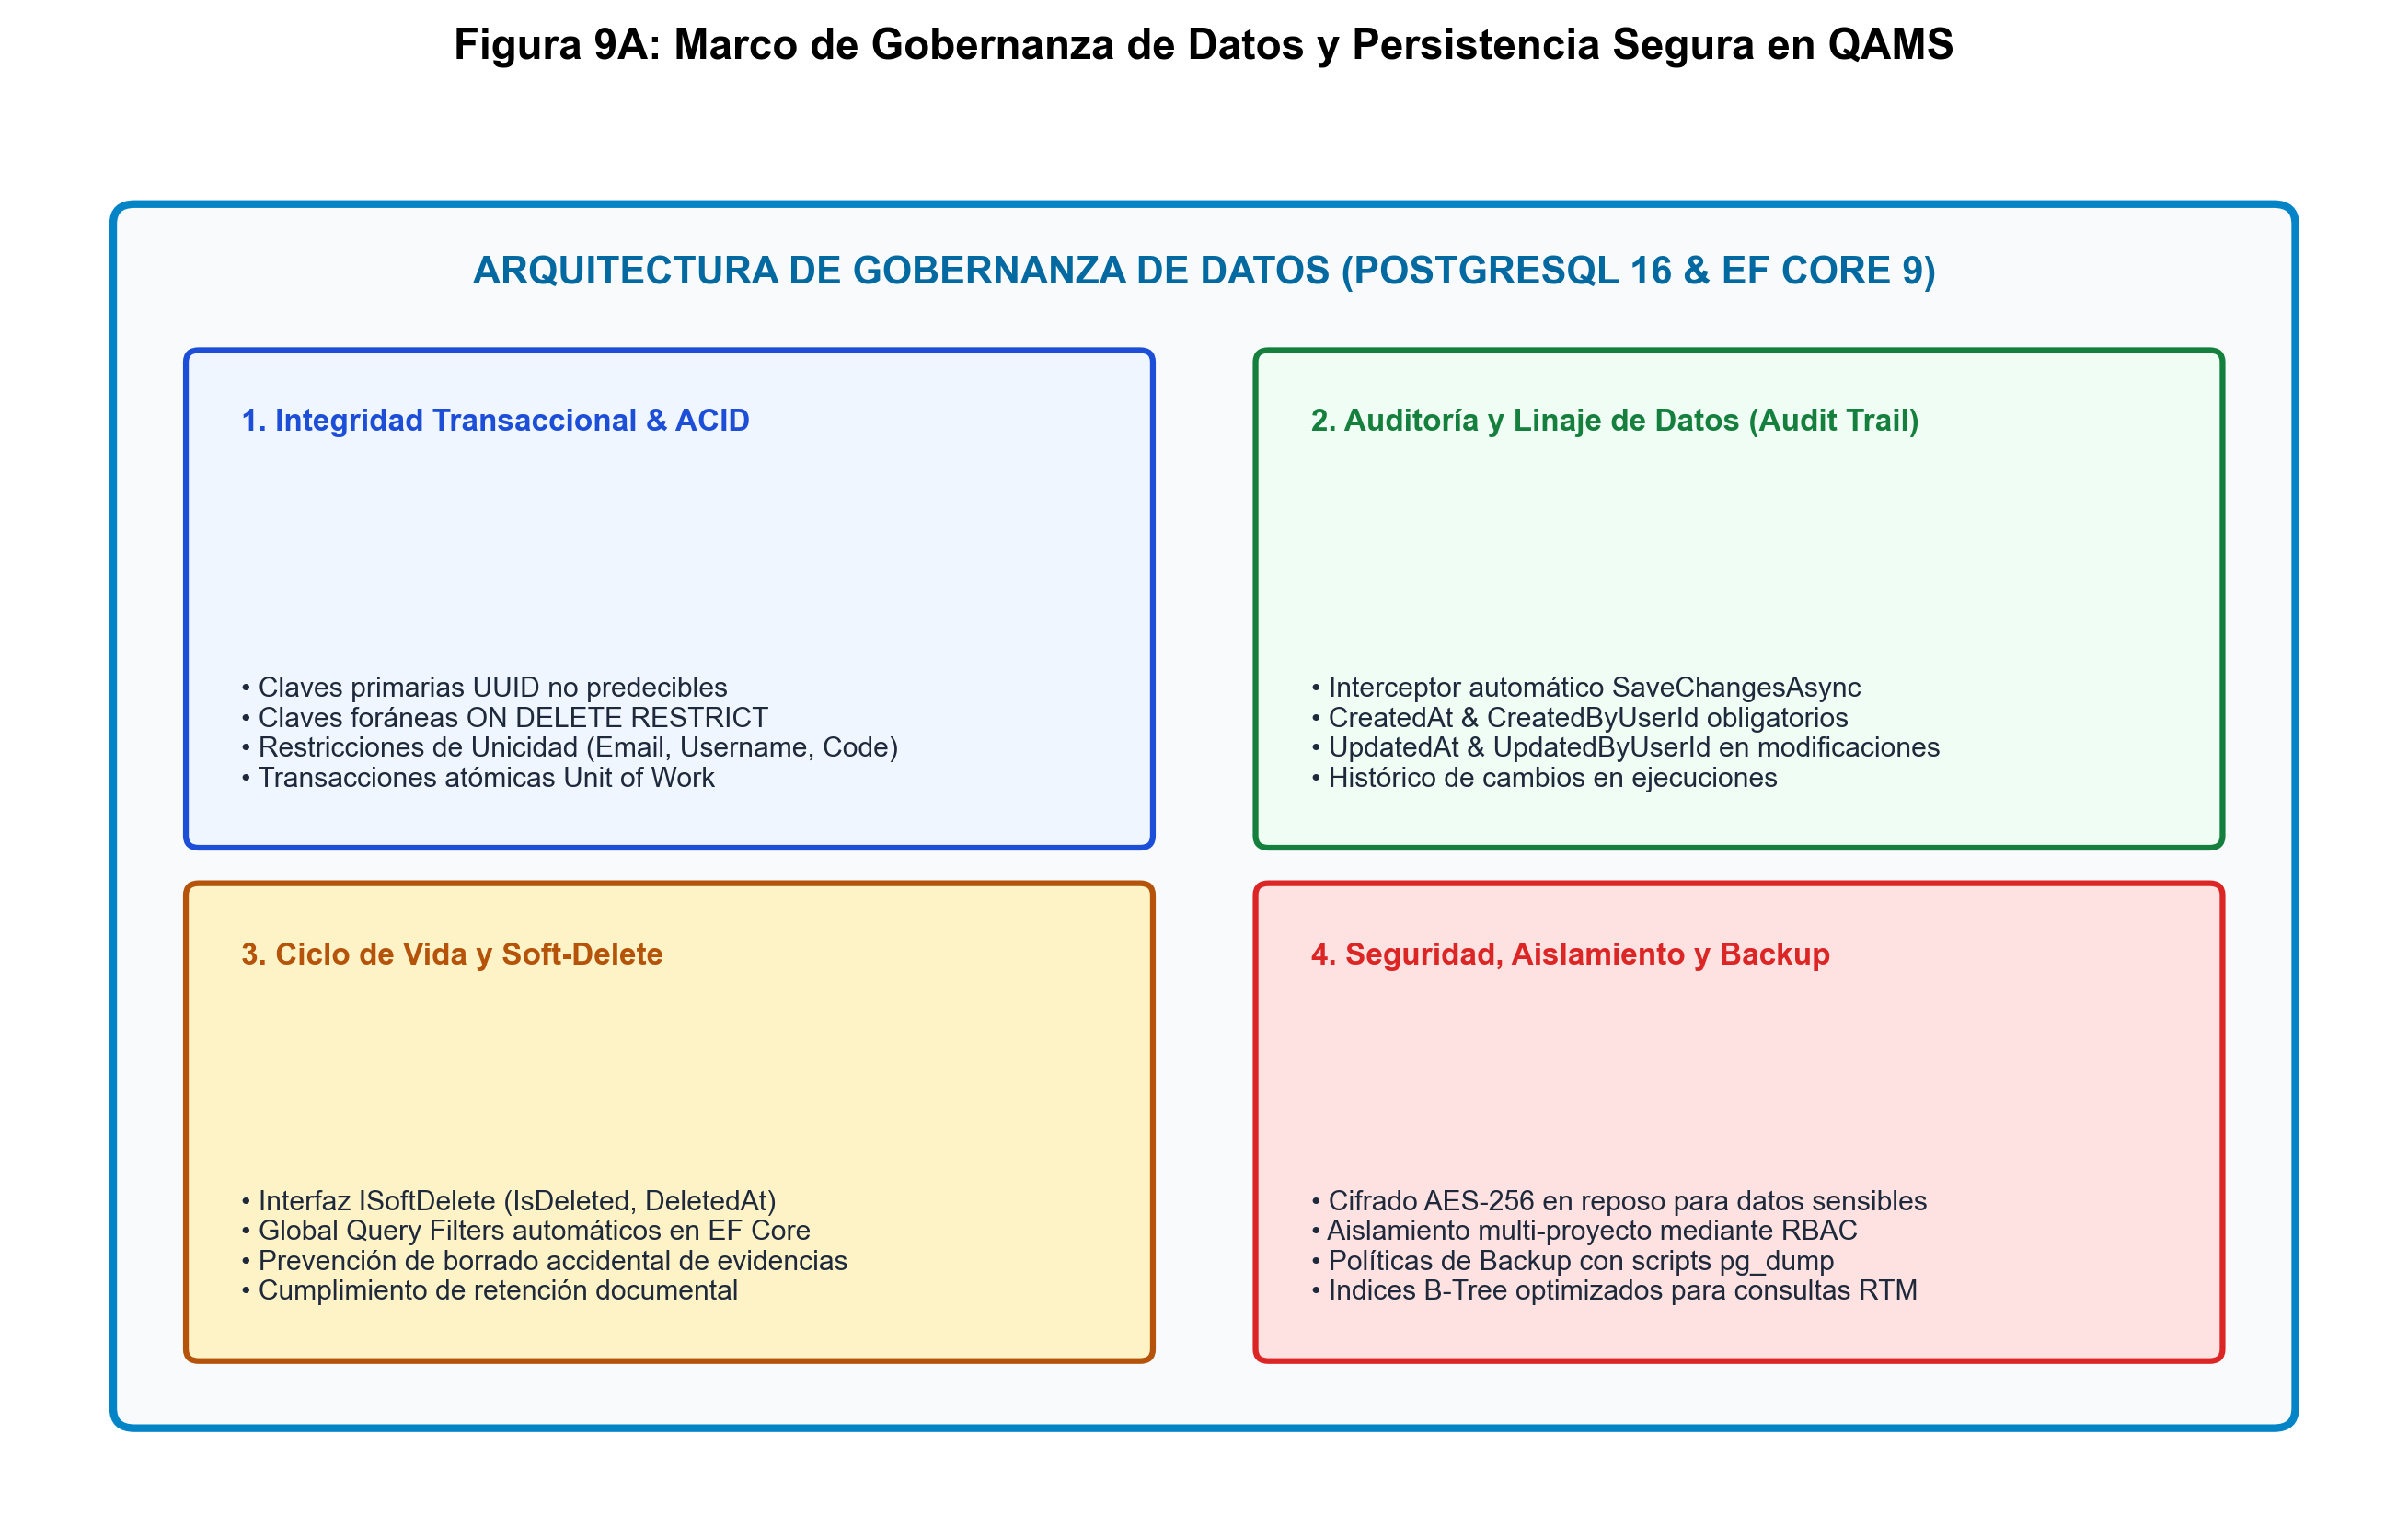 Figura 9A: Marco de Gobernanza de Datos y Persistencia Segura en QAMS
ARQUITECTURA DE GOBERNANZA DE DATOS (POSTGRESQL 16 & EF CORE 9)
1. Integridad Transaccional & ACID
• Claves primarias UUID no predecibles
• Claves foráneas ON DELETE RESTRICT
• Restricciones de Unicidad (Email, Username, Code)
• Transacciones atómicas Unit of Work
2. Auditoría y Linaje de Datos (Audit Trail)
• Interceptor automático SaveChangesAsync
• CreatedAt & CreatedByUserId obligatorios
• UpdatedAt & UpdatedByUserId en modificaciones
• Histórico de cambios en ejecuciones
3. Ciclo de Vida y Soft-Delete
• Interfaz ISoftDelete (IsDeleted, DeletedAt)
• Global Query Filters automáticos en EF Core
• Prevención de borrado accidental de evidencias
• Cumplimiento de retención documental
4. Seguridad, Aislamiento y Backup
• Cifrado AES-256 en reposo para datos sensibles
• Aislamiento multi-proyecto mediante RBAC
• Políticas de Backup con scripts pg_dump
• Indices B-Tree optimizados para consultas RTM